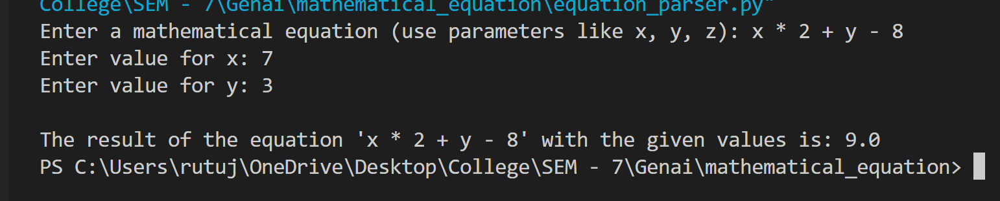 College\SEM - 7\Genai\mathematical_equation\equation_parser.py"
Enter a mathematical equation (use parameters like x, y, z): x * 2 + y - 8
Enter value for x: 7
Enter value for y: 3
The result of the equation 'x * 2 + y - 8' with the given values is: 9.0
PS C:\Users\rutuj\OneDrive\Desktop\College\SEM - 7\Genai\mathematical_equation>